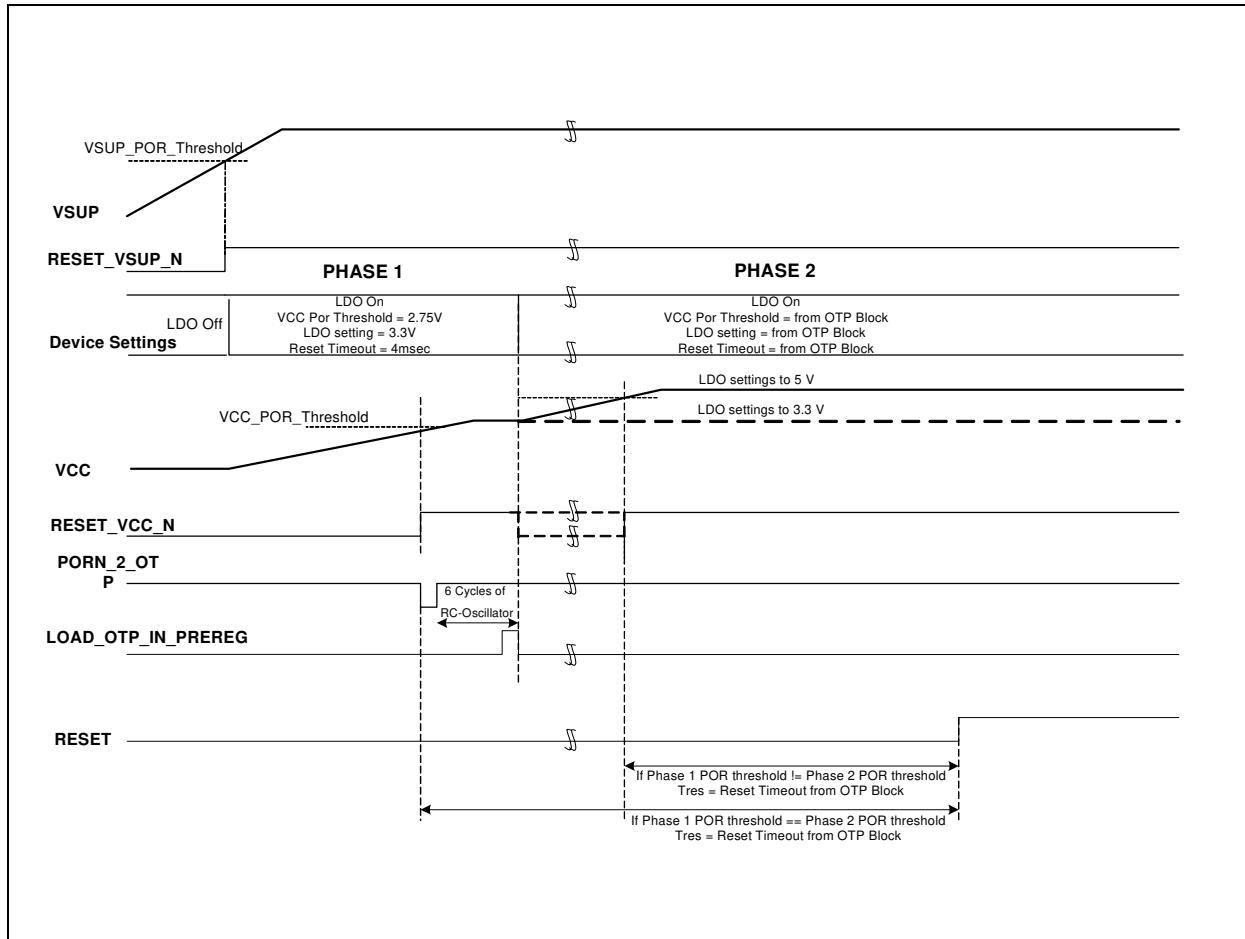 VSUP_POR_Threshold
VSUP
RESET_VSUP_N
PHASE 1
PHASE 2
LDO Off
Device Settings
LDO On
VCC Por Threshold = 2.75V
LDO setting = 3.3V
Reset Timeout = 4msec
LDO On
VCC Por Threshold = from OTP Block
LDO setting = from OTP Block
Reset Timeout = from OTP Block
LDO settings to 5 V
VCC_POR_Threshold
LDO settings to 3.3 V
VCC
RESET_VCC_N
PORN_2_OT
P
6 Cycles of
RC-Oscillator
LOAD_OTP_IN_PREREG
RESET
If Phase 1 POR threshold != Phase 2 POR threshold
Tres = Reset Timeout from OTP Block
If Phase 1 POR threshold == Phase 2 POR threshold
Tres = Reset Timeout from OTP Block